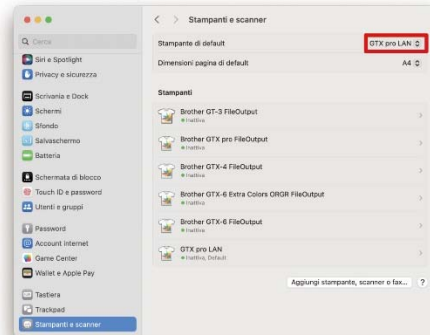 Stampanti e scanner
Cerca
Siri e Spotlight
Privacy e sicurezza
Scrivania e Dock
Schermi
Sfondo
Salvaschermo
Batteria
Schermata di blocco
Touch ID e password
Utenti e gruppi
Password
Account internet
Game Center
Wallet e Apple Pay
Tastiera
Trackpad
Stampanti e scanner
Stampante di default
GTX pro LAN
Dimensioni pagina di default
A4
Stampanti
Brother GT-3 FileOutput
Inattiva
Brother GTX pro FileOutput
Inattiva
Brother GTX-4 FileOutput
Inattiva
Brother GTX-6 Extra Colors ORGR FileOutput
Inattiva
Brother GTX-6 FileOutput
Inattiva
GTX pro LAN
Inattiva, Default
Aggiungi stampante, scanner o fax...
?